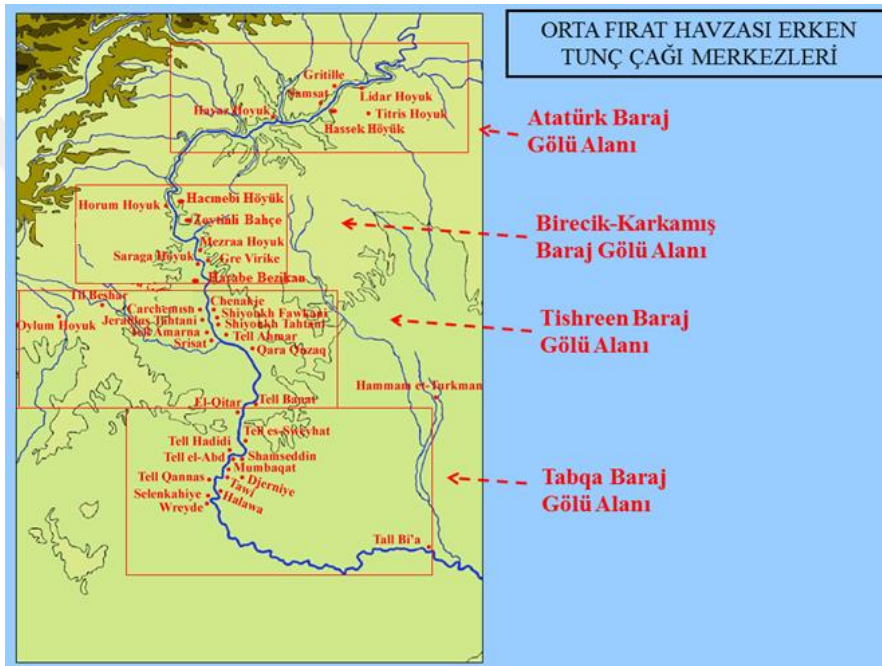 ORTA FIRAT HAVZASI ERKEN
TUNÇ ÇAĞI MERKEZLERİ
Gritille
Samsat
Lidar Hoyuk
Hayaz Hoyuk
Titris Hoyuk
Hassek Höyük
Atatürk Baraj
Gölü Alanı
Hacınebi Höyük
Horum Hoyuk
Zeytinli Bahçe
Birecik-Karkamış
Baraj Gölü Alanı
Mezraa Hoyuk
Saraga Hoyuk
Gre Virike
Harabe Bezikan
Til Beshar
Chenakje
Carchemısh
Shiyoukh Fawkani
Oylum Hoyuk
Jerablus Tahtani
Shiyoukh Tahtani
Tell Amarna
Tell Ahmar
Srisat
Qara Quzaq
Tishreen Baraj
Gölü Alanı
Hammam et-Turkman
Tell Banat
El-Qitar
Tell es-Sweyhat
Tell Hadidi
Tell el-Abd
Shamseddin
Mumbaqat
Tell Qannas
Tawi
Djerniye
Selenkahiye
Halawa
Wreyde
Tabqa Baraj
Gölü Alanı
Tall Bi'a